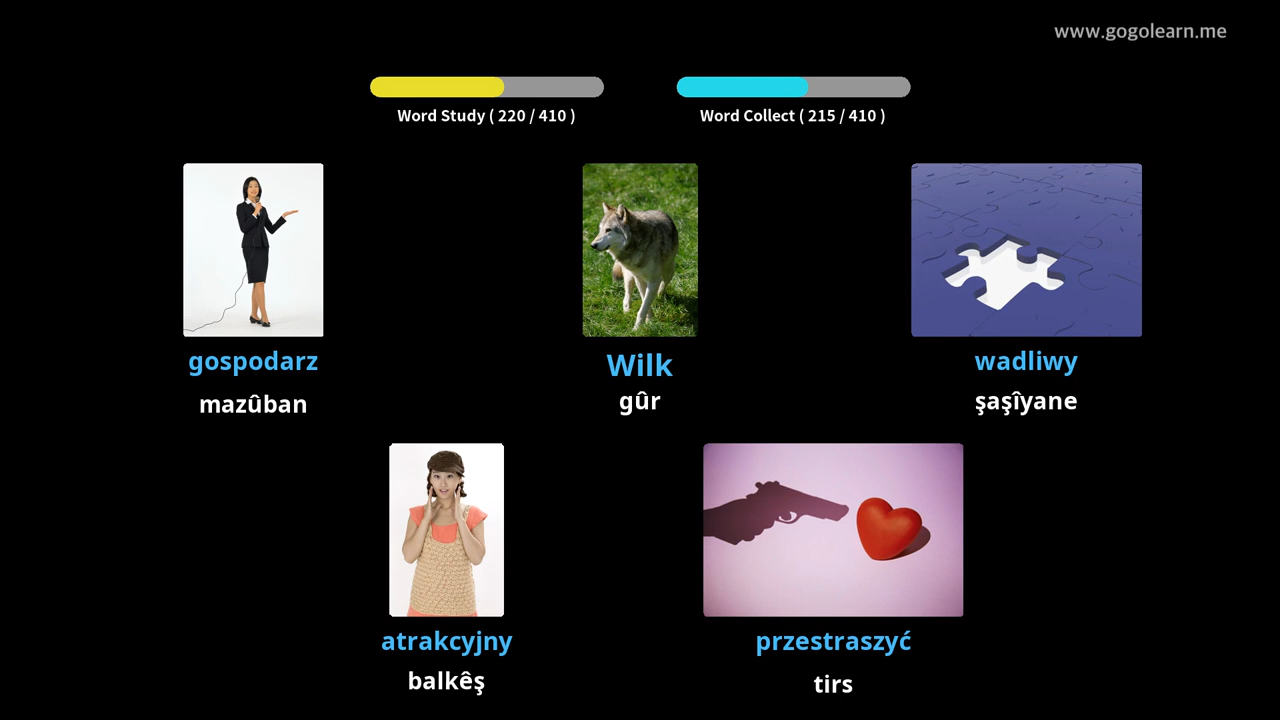 www.gogolearn.me
Word Study ( 220 / 410 )
Word Collect ( 215 / 410 )
gospodarz
mazûban
Wilk
gûr
wadliwy
şaşîyane
atrakcyjny
balkêş
przestraszyć
tirs